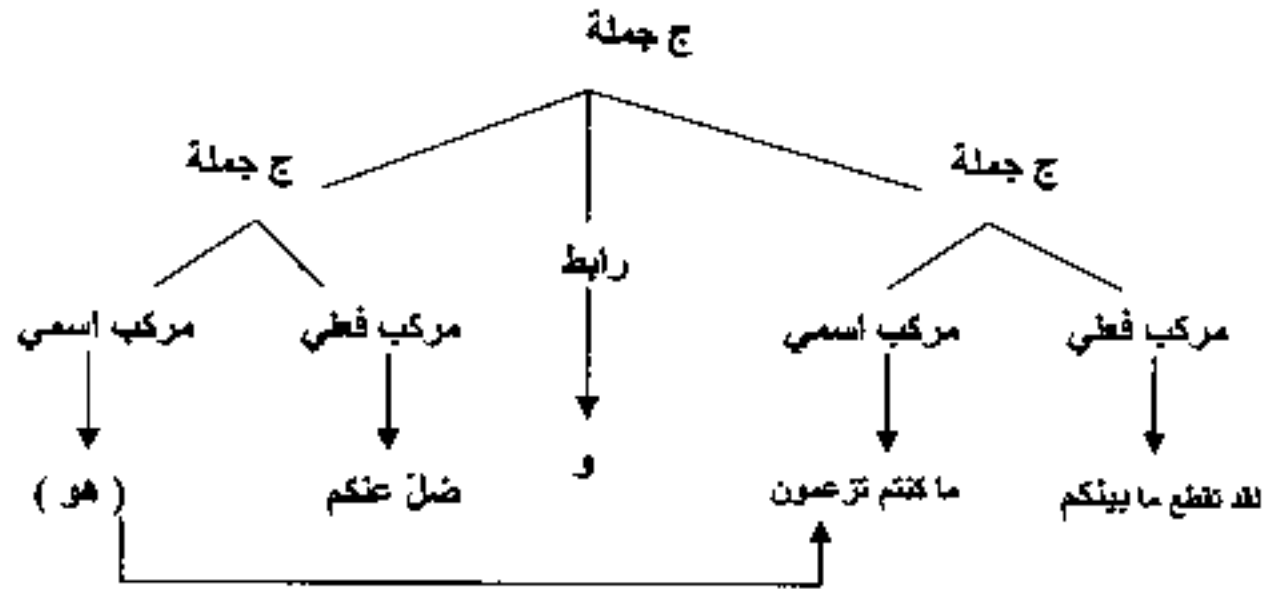 ج جملة
ج جملة
ج جملة
رابط
مركب فعلي
مركب اسمي
مركب فعلي
مركب اسمي
لقد تقطع ما بينكم
ما كنتم تزعمون
و
ضلّ عنكم
( هو )